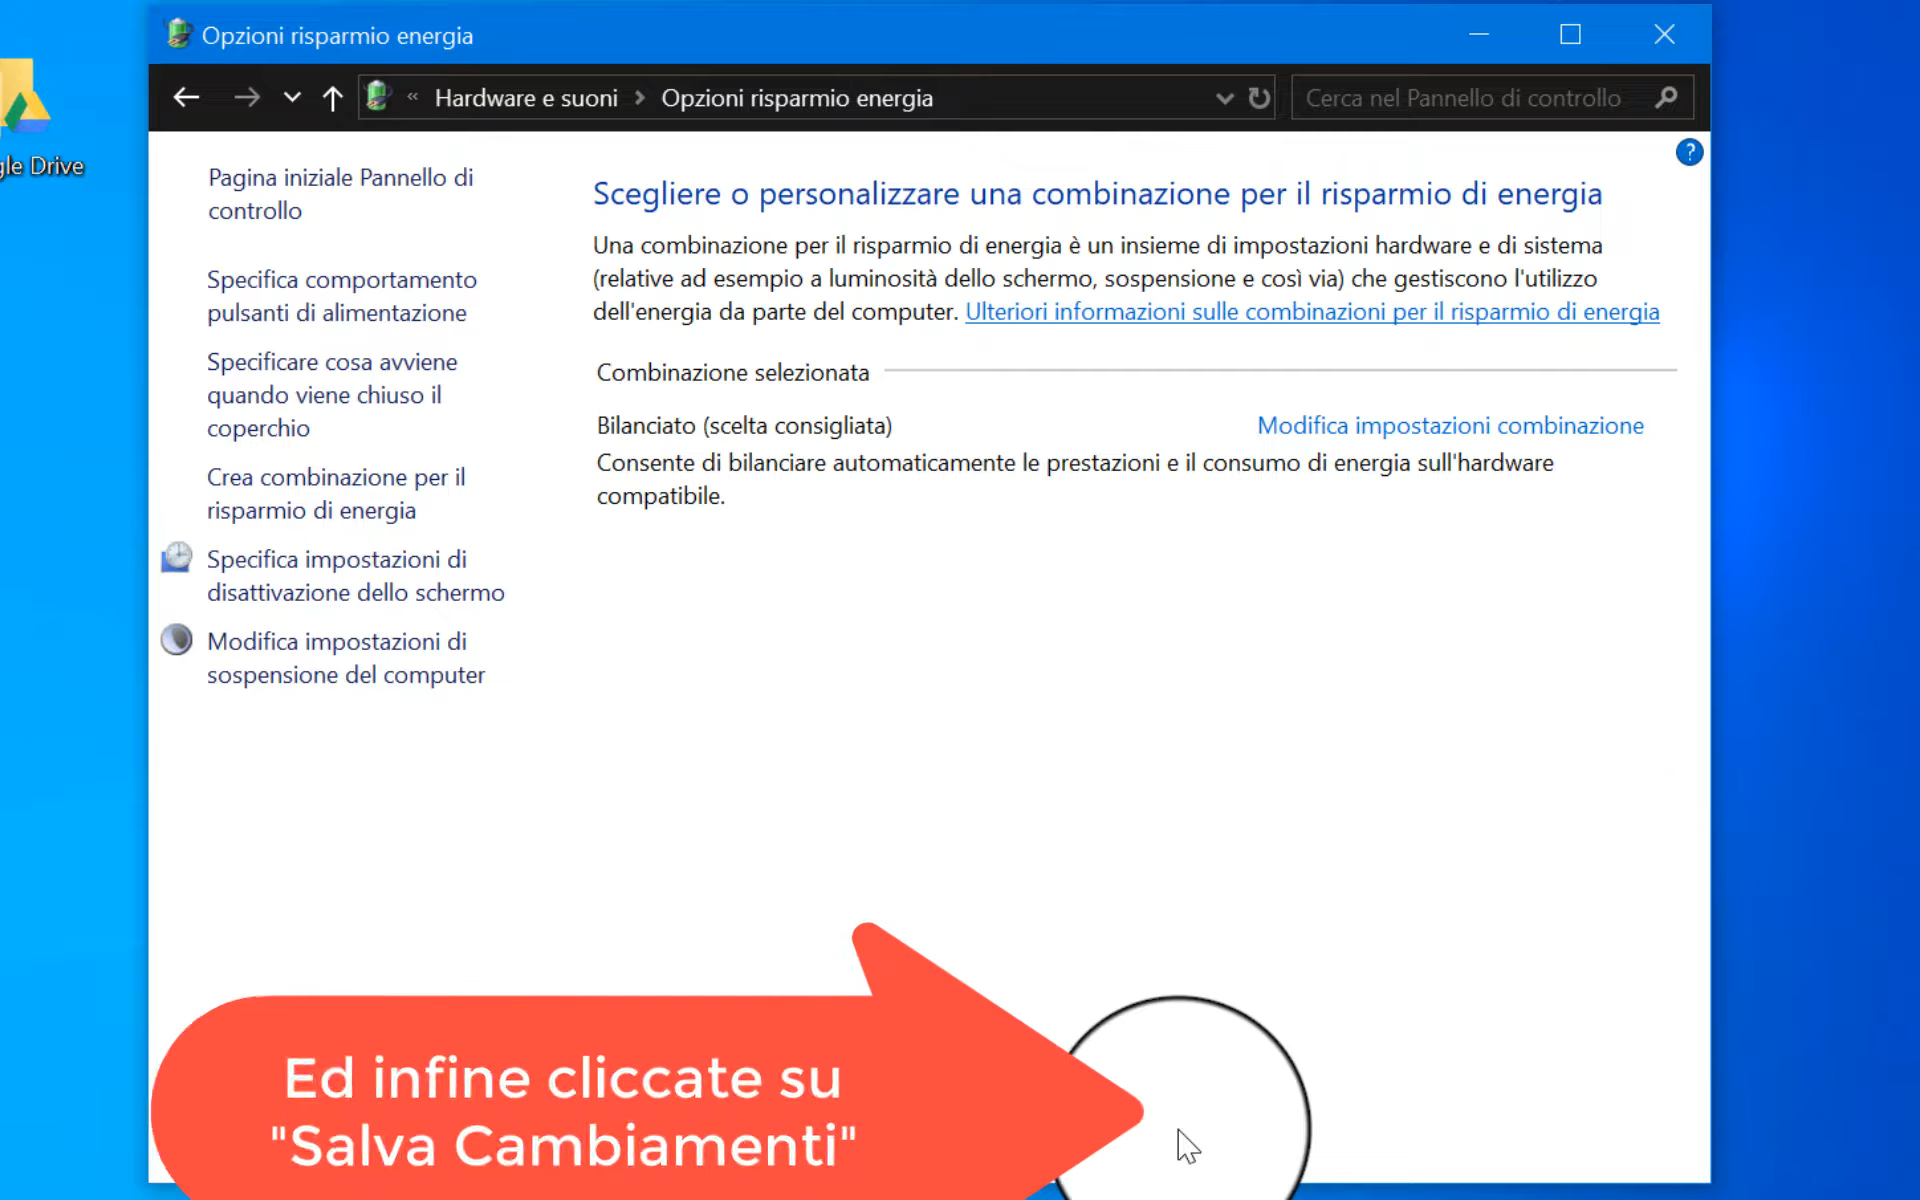 Opzioni risparmio energia
« Hardware e suoni > Opzioni risparmio energia
Cerca nel Pannello di controllo
?
gle Drive
Pagina iniziale Pannello di
controllo
Specifica comportamento
pulsanti di alimentazione
Specificare cosa avviene
quando viene chiuso il
coperchio
Crea combinazione per il
risparmio di energia
Specifica impostazioni di
disattivazione dello schermo
Modifica impostazioni di
sospensione del computer
Scegliere o personalizzare una combinazione per il risparmio di energia
Una combinazione per il risparmio di energia è un insieme di impostazioni hardware e di sistema
(relative ad esempio a luminosità dello schermo, sospensione e così via) che gestiscono l'utilizzo
dell'energia da parte del computer. Ulteriori informazioni sulle combinazioni per il risparmio di energia
Combinazione selezionata
Bilanciato (scelta consigliata) Modifica impostazioni combinazione
Consente di bilanciare automaticamente le prestazioni e il consumo di energia sull'hardware
compatibile.
Ed infine cliccate su
"Salva Cambiamenti"